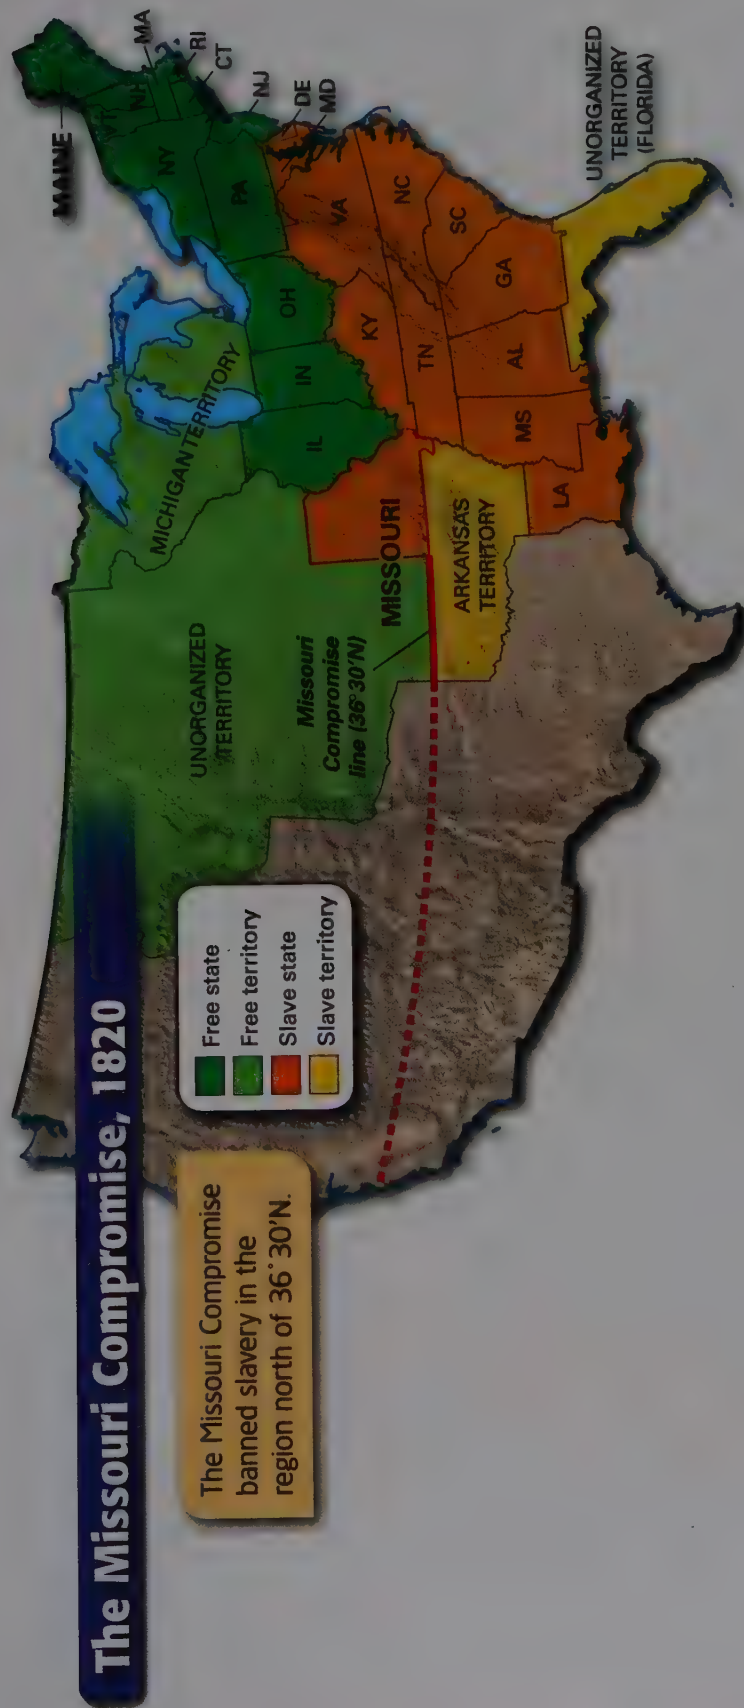 The Missouri Compromise, 1820
The Missouri Compromise
banned slavery in the
region north of 36°30'N.
Free state
Free territory
Slave state
Slave territory
UNORGANIZED
TERRITORY
Missouri
Compromise
line (36°30'N)
MICHIGAN TERRITORY
MISSOURI
ARKANSAS
TERRITORY
LA
IL
IN
OH
KY
TN
MS
AL
GA
SC
NC
VA
PA
NY
VT
NH
MAINE
MA
RI
CT
NJ
DE
MD
UNORGANIZED
TERRITORY
(FLORIDA)